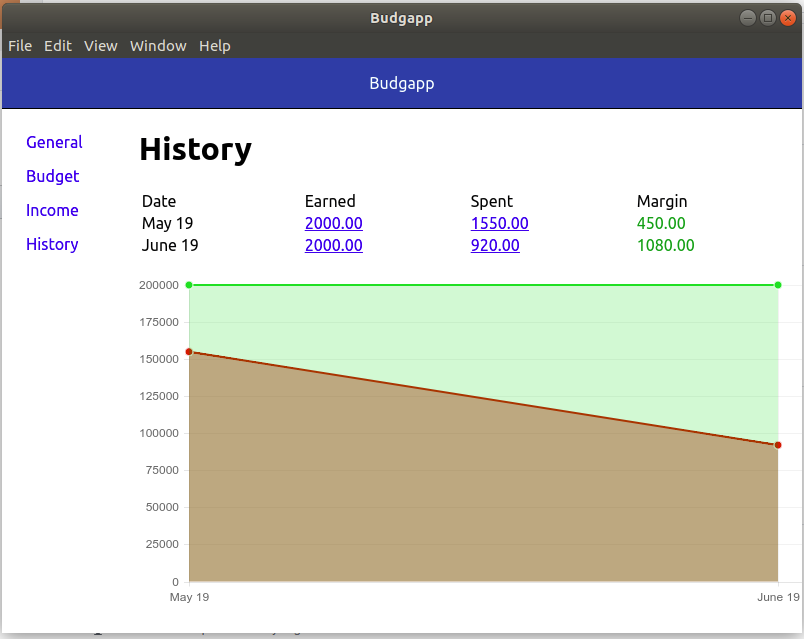 Budgapp
File Edit View Window Help
Budgapp
General
Budget
Income
History
History
Date Earned Spent Margin
May 19 2000.00 1550.00 450.00
June 19 2000.00 920.00 1080.00
200000
175000
150000
125000
100000
75000
50000
25000
0
May 19 June 19